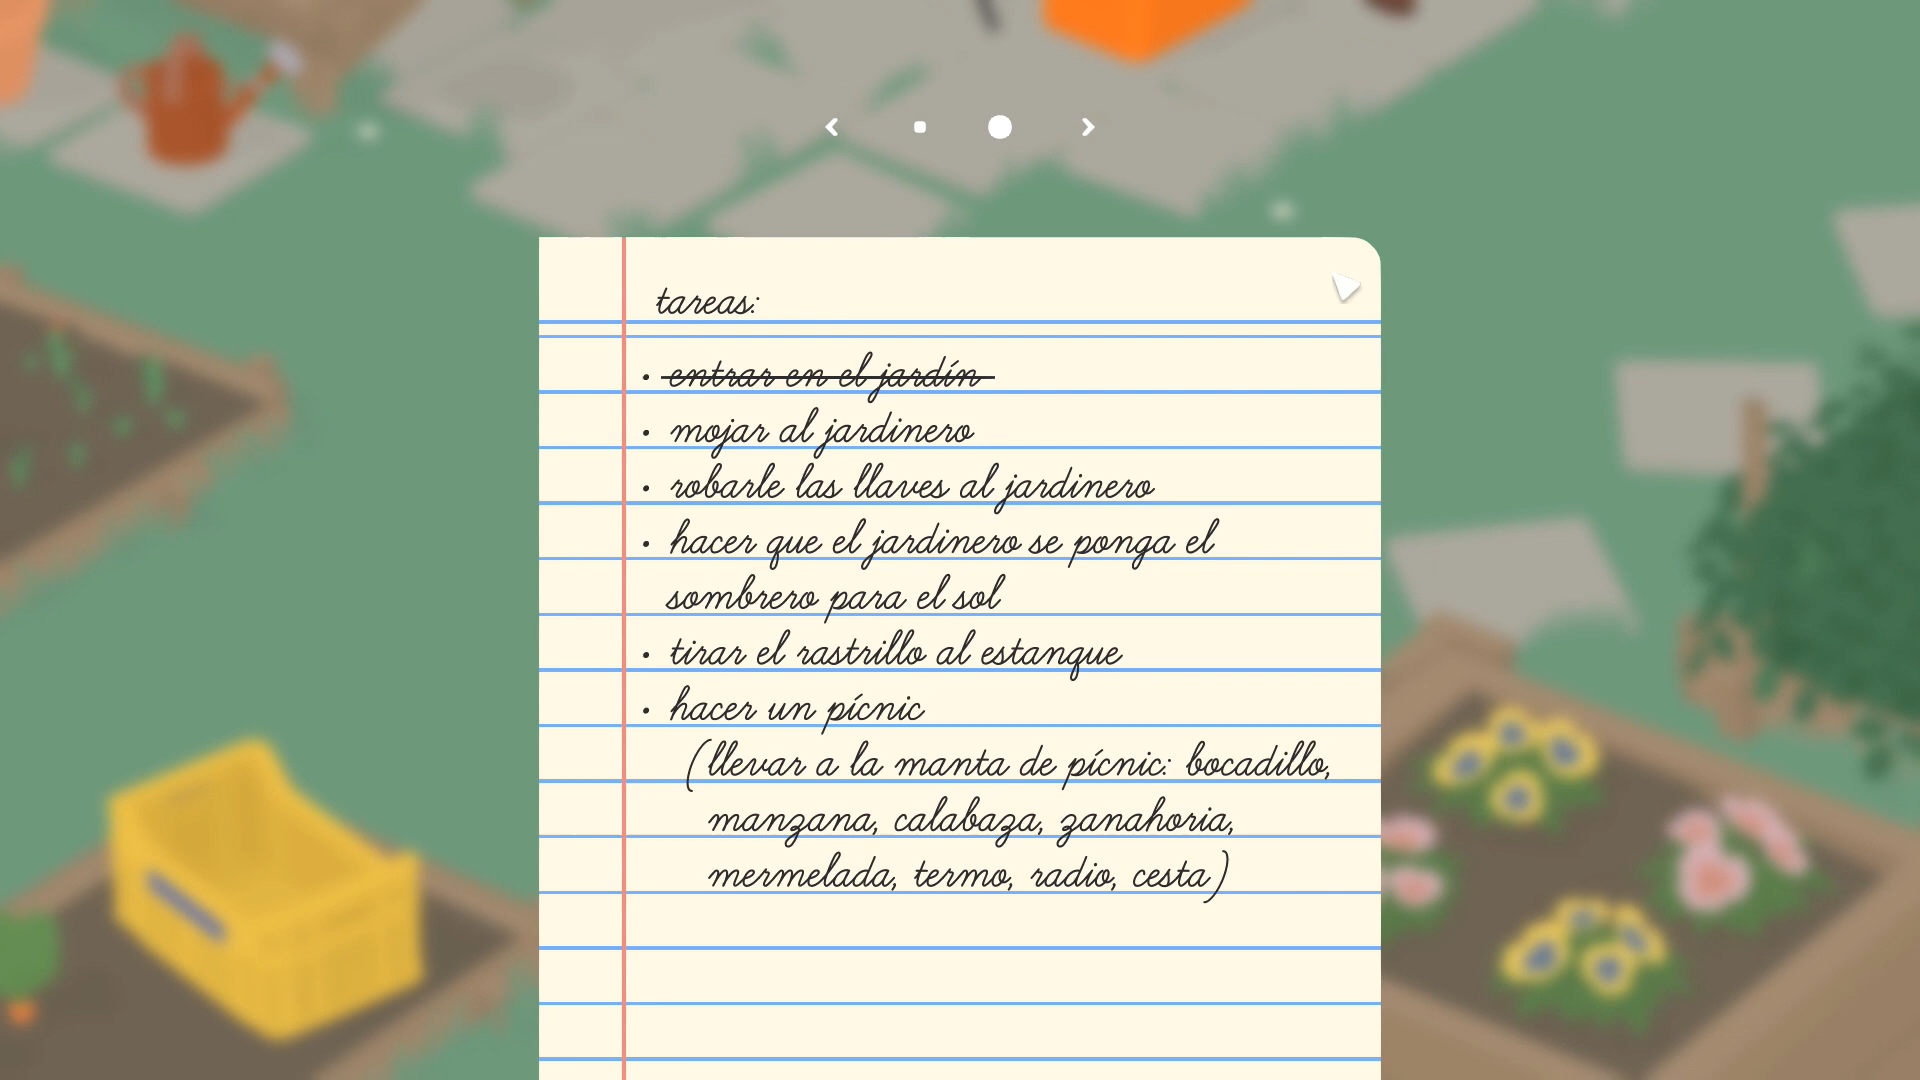 tareas:
• entrar en el jardín
• mojar al jardinero
• robarle las llaves al jardinero
• hacer que el jardinero se ponga el
sombrero para el sol
• tirar el rastrillo al estanque
• hacer un pícnic
(llevar a la manta de pícnic: bocadillo,
manzana, calabaza, zanahoria,
mermelada, termo, radio, cesta)